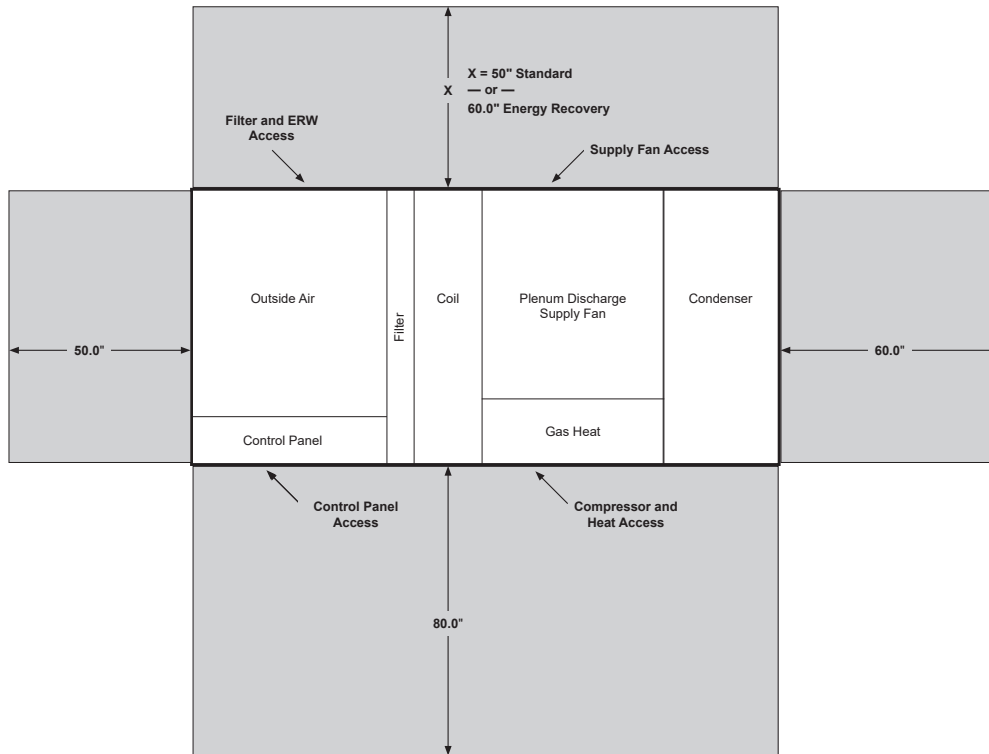 X = 50" Standard
X — or —
60.0" Energy Recovery
Filter and ERW
Access
Supply Fan Access
Outside Air
Filter
Coil
Plenum Discharge
Supply Fan
Condenser
50.0"
60.0"
Control Panel
Gas Heat
Control Panel
Access
Compressor and
Heat Access
80.0"